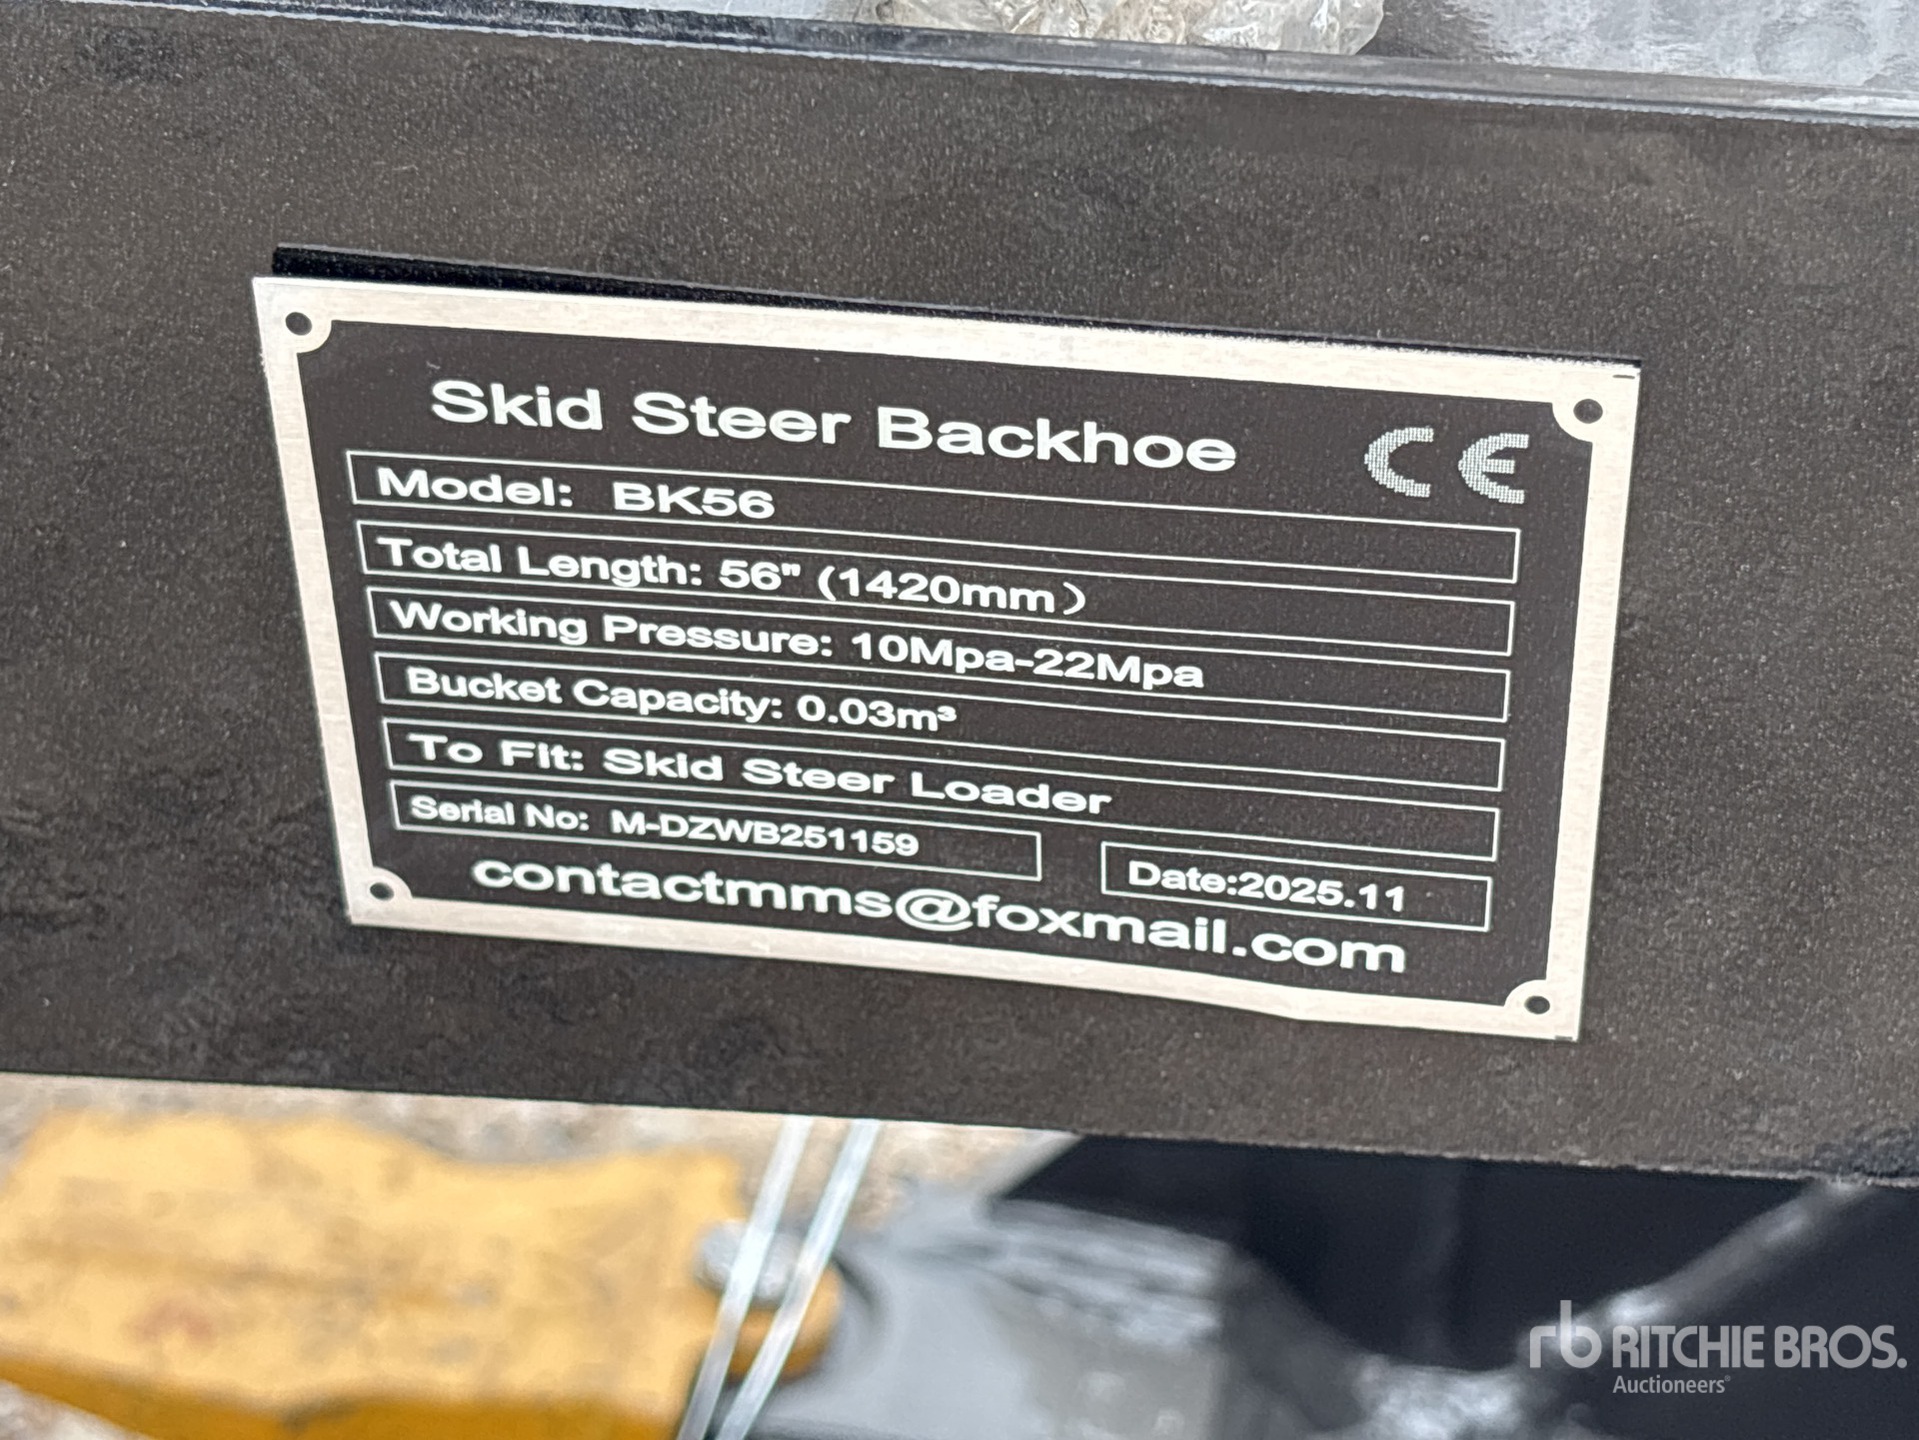 Skid Steer Backhoe CE
Model: BK56
Total Length: 56" (1420mm)
Working Pressure: 10Mpa-22Mpa
Bucket Capacity: 0.03m³
To Fit: Skid Steer Loader
Serial No: M-DZWB251159
Date:2025.11
contactmms@foxmail.com
rb RITCHIE BROS.
Auctioneers®